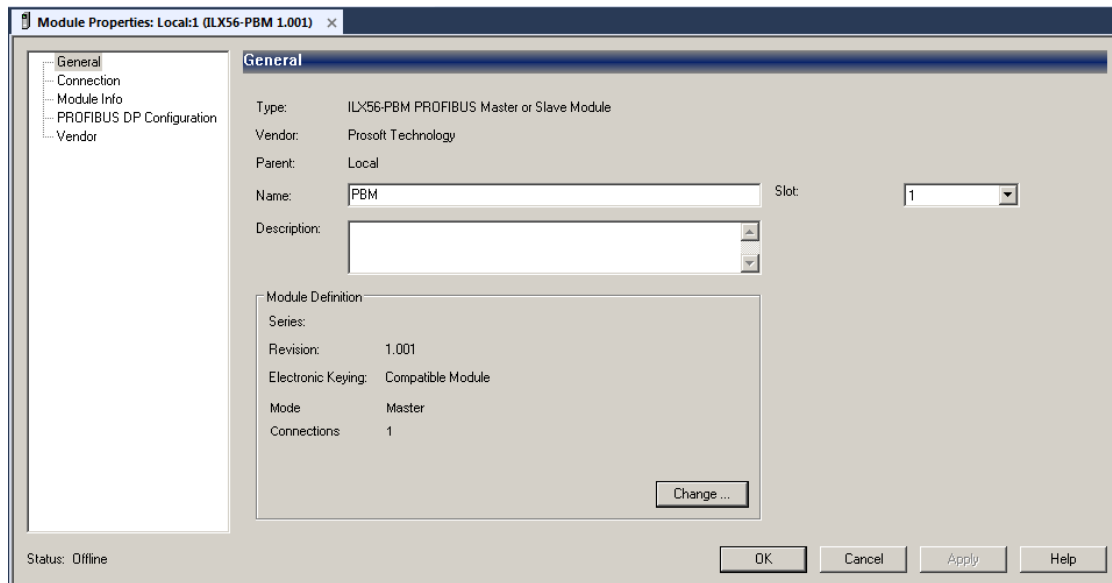 Module Properties: Local:1 (ILX56-PBM 1.001) ×
General
Connection
Module Info
PROFIBUS DP Configuration
Vendor
General
Type: ILX56-PBM PROFIBUS Master or Slave Module
Vendor: Prosoft Technology
Parent: Local
Name: PBM Slot: 1
Description:
Module Definition
Series:
Revision: 1.001
Electronic Keying: Compatible Module
Mode Master
Connections 1
Change ...
Status: Offline OK Cancel Apply Help